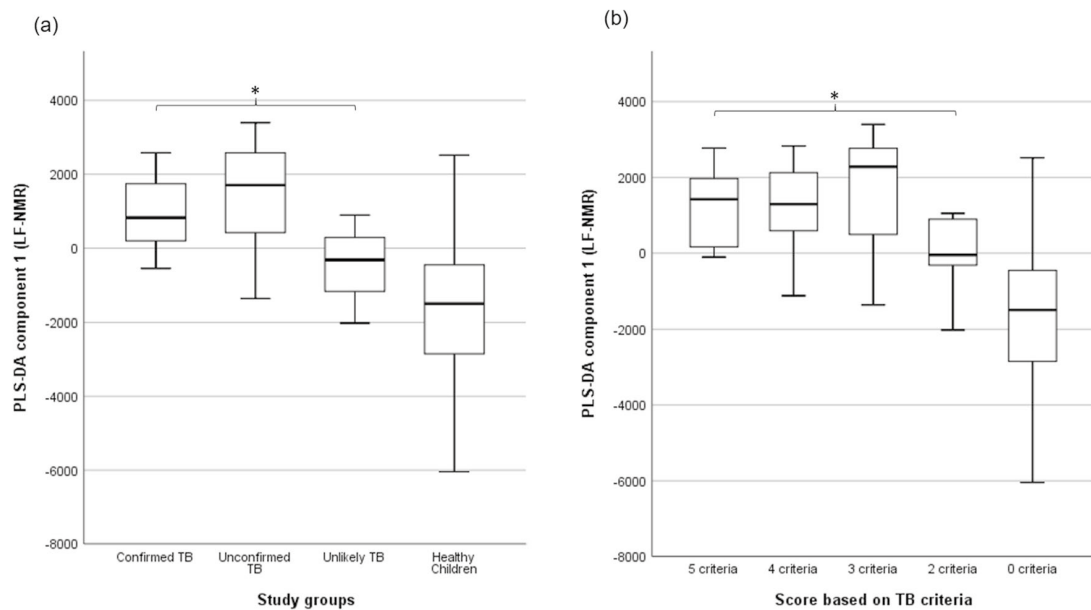 (a)
*
4000
2000
0
-2000
-4000
-6000
-8000
PLS-DA component 1 (LF-NMR)
Confirmed TB
Unconfirmed
TB
Unlikely TB
Healthy
Children
Study groups
(b)
*
4000
2000
0
-2000
-4000
-6000
-8000
PLS-DA component 1 (LF-NMR)
5 criteria
4 criteria
3 criteria
2 criteria
0 criteria
Score based on TB criteria